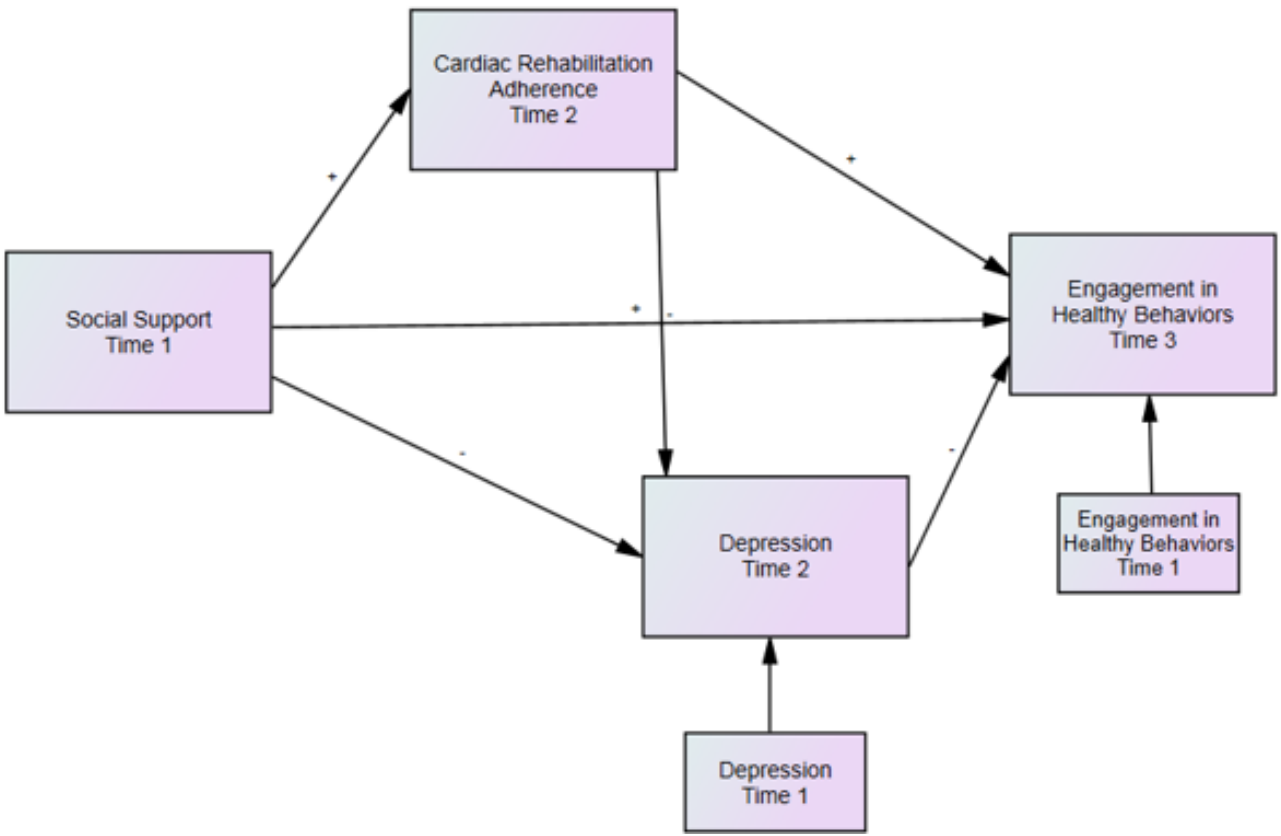 Cardiac Rehabilitation
Adherence
Time 2
+
+
Social Support
Time 1
+
-
Engagement in
Healthy Behaviors
Time 3
-
-
Depression
Time 2
Engagement in
Healthy Behaviors
Time 1
Depression
Time 1